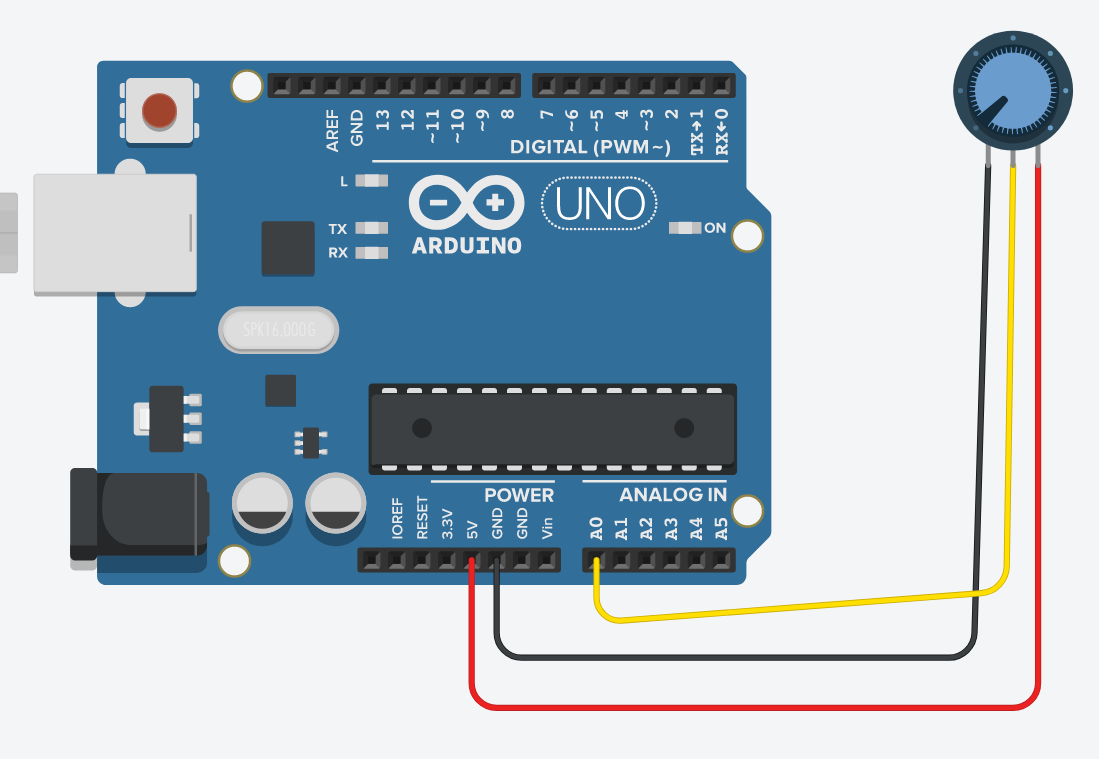 AREF
GND
13
12
~11
~10
~9
8
7
~6
~5
4
~3
2
TX→1
RX←0
DIGITAL (PWM~)
L
TX
RX
ARDUINO
UNO
ON
SPK16.000G
POWER
ANALOG IN
IOREF
RESET
3.3V
5V
GND
GND
Vin
A0
A1
A2
A3
A4
A5